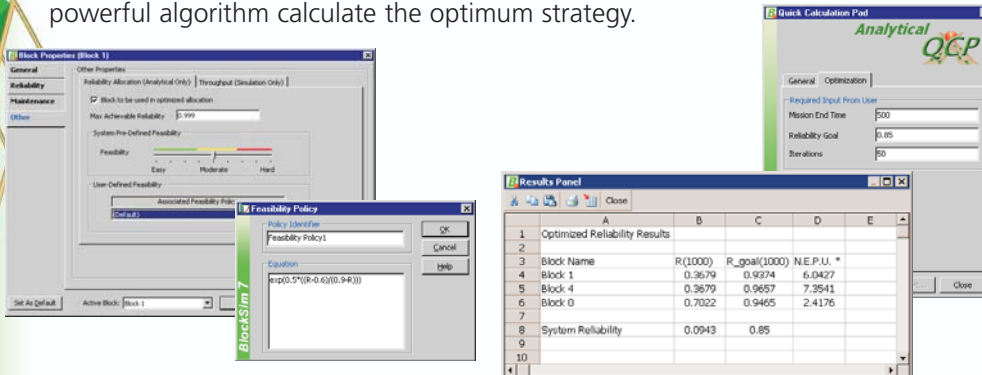 powerful algorithm calculate the optimum strategy.
Block Properties (Block 1)
General
Reliability
Maintenance
Other
Other Properties
Reliability Allocation (Analytical Only) Throughput (Simulation Only)
Block to be used in optimized allocation
Max Achievable Reliability 0.999
System Pre-Defined Feasibility
Feasibility
Easy Moderate Hard
User-Defined Feasibility
Associated Feasibility Polic
(Default)
Set As Default
Active Block: Block 1
Feasibility Policy
Policy Identifier
Feasibility Policy1
OK
Cancel
Help
Equation
exp(0.5*((R-0.6)/(0.9-R)))
BlockSim 7
Quick Calculation Pad
Analytical
QCP
General Optimization
Required Input From User
Mission End Time 500
Reliability Goal 0.85
Iterations 50
Close
Results Panel
Close
A B C D E
1 Optimized Reliability Results
2
3 Block Name R(1000) R_goal(1000) N.E.P.U. *
4 Block 1 0.3679 0.9374 6.0427
5 Block 4 0.3679 0.9657 7.3541
6 Block 0 0.7022 0.9465 2.4176
7
8 System Reliability 0.0943 0.85
9
10